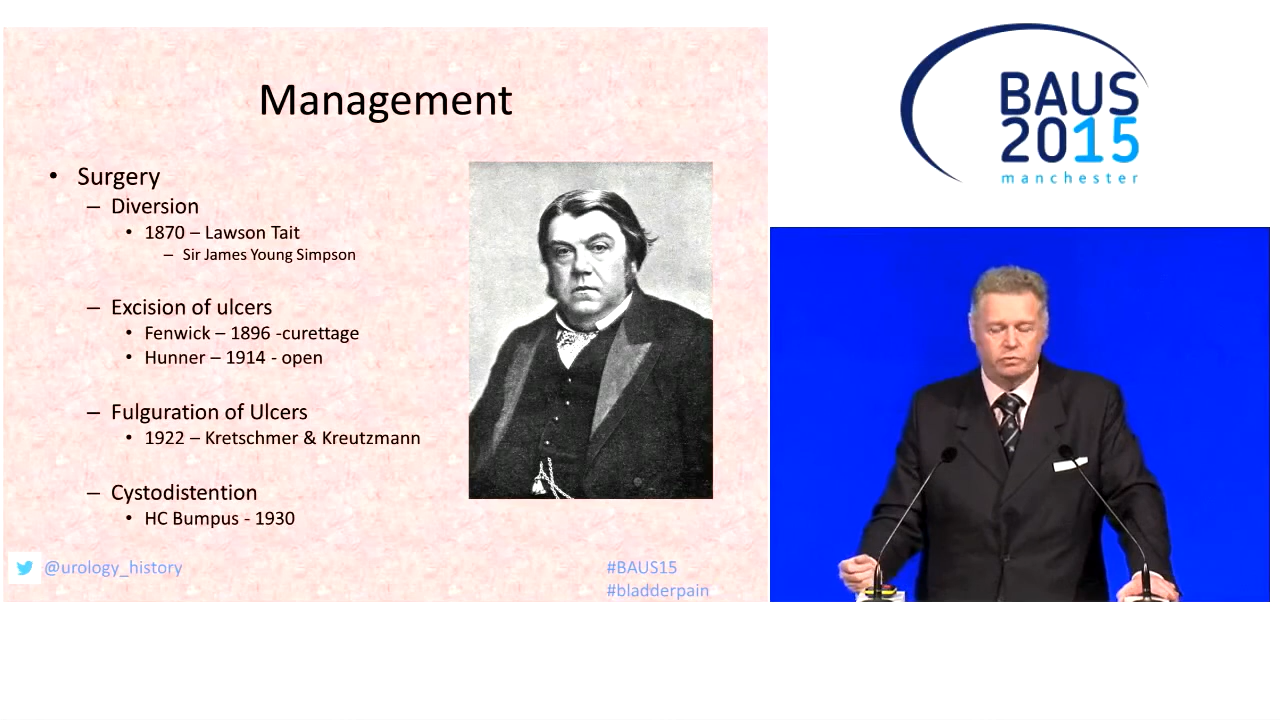 Management
• Surgery
– Diversion
• 1870 – Lawson Tait
– Sir James Young Simpson
– Excision of ulcers
• Fenwick – 1896 -curettage
• Hunner – 1914 - open
– Fulguration of Ulcers
• 1922 – Kretschmer & Kreutzmann
– Cystodistention
• HC Bumpus - 1930
@urology_history
#BAUS15
#bladderpain
BAUS
2015
manchester